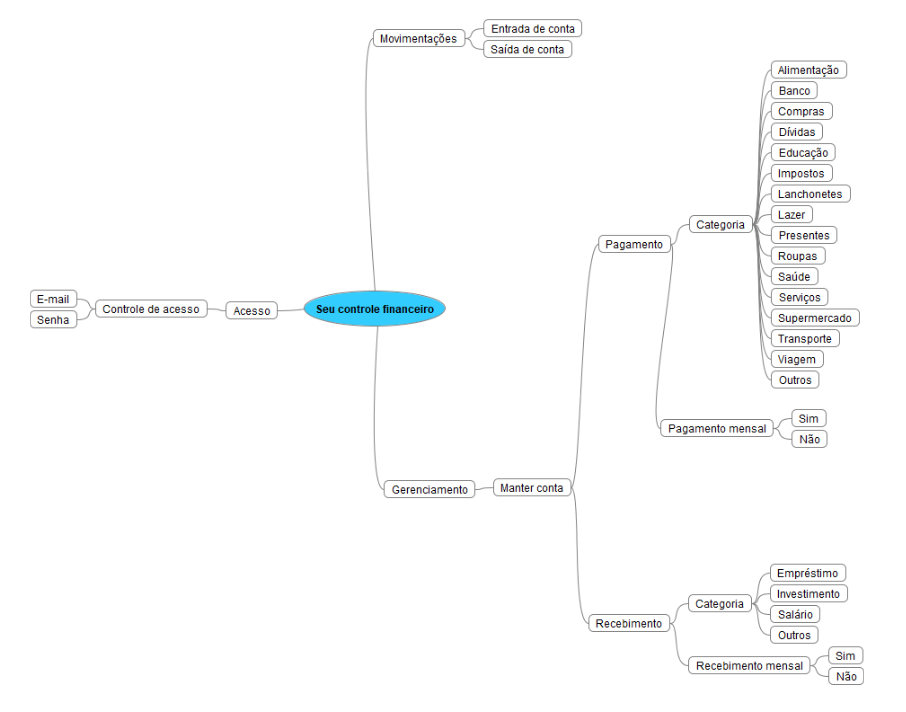 Movimentações
Entrada de conta
Saída de conta
Alimentação
Banco
Compras
Dívidas
Educação
Impostos
Lanchonetes
Categoria
Lazer
Presentes
Pagamento
Roupas
Saúde
Serviços
Supermercado
Transporte
Viagem
Outros
E-mail
Senha
Controle de acesso
Acesso
Seu controle financeiro
Pagamento mensal
Sim
Não
Gerenciamento
Manter conta
Recebimento
Categoria
Empréstimo
Investimento
Salário
Outros
Recebimento mensal
Sim
Não